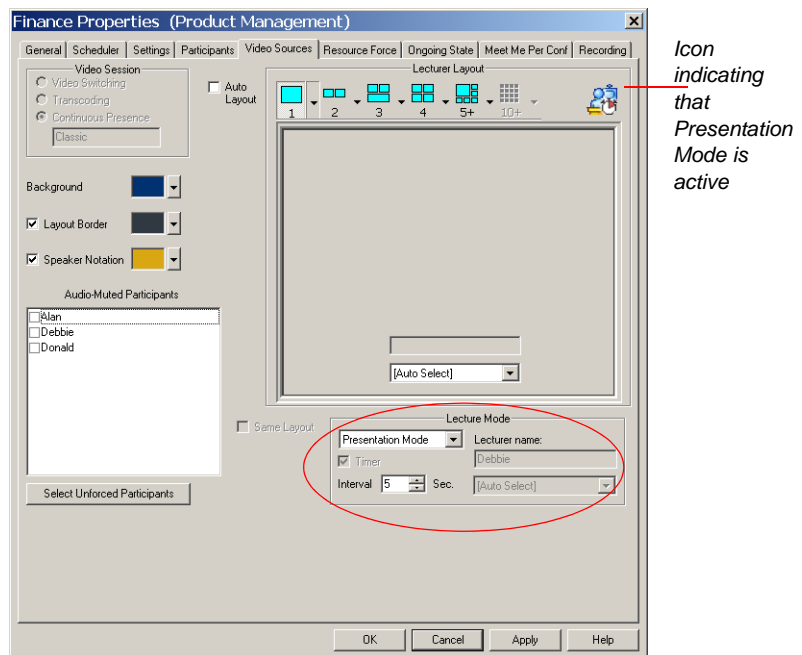 Finance Properties (Product Management)
General Scheduler Settings Participants Video Sources Resource Force Ongoing State Meet Me Per Conf Recording
Video Session
Video Switching
Transcoding
Continuous Presence
Classic
Auto
Layout
Lecturer Layout
1 2 3 4 5+ 10+
Background
Layout Border
Speaker Notation
Audio-Muted Participants
Alan
Debbie
Donald
Select Unforced Participants
[Auto Select]
Same Layout
Lecture Mode
Presentation Mode
Lecturer name:
Timer
Debbie
Interval 5 Sec.
[Auto Select]
OK Cancel Apply Help
Icon
indicating
that
Presentation
Mode is
active